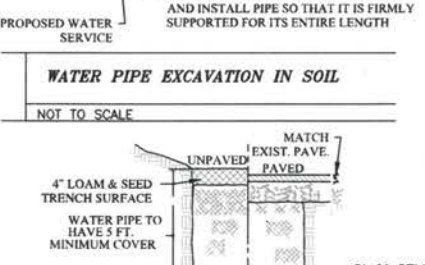 AND INSTALL PIPE SO THAT IT IS FIRMLY
SUPPORTED FOR ITS ENTIRE LENGTH
PROPOSED WATER
SERVICE
WATER PIPE EXCAVATION IN SOIL
NOT TO SCALE
MATCH
EXIST. PAVE.
UNPAVED
PAVED
4" LOAM & SEED
TRENCH SURFACE
WATER PIPE TO
HAVE 5 FT.
MINIMUM COVER